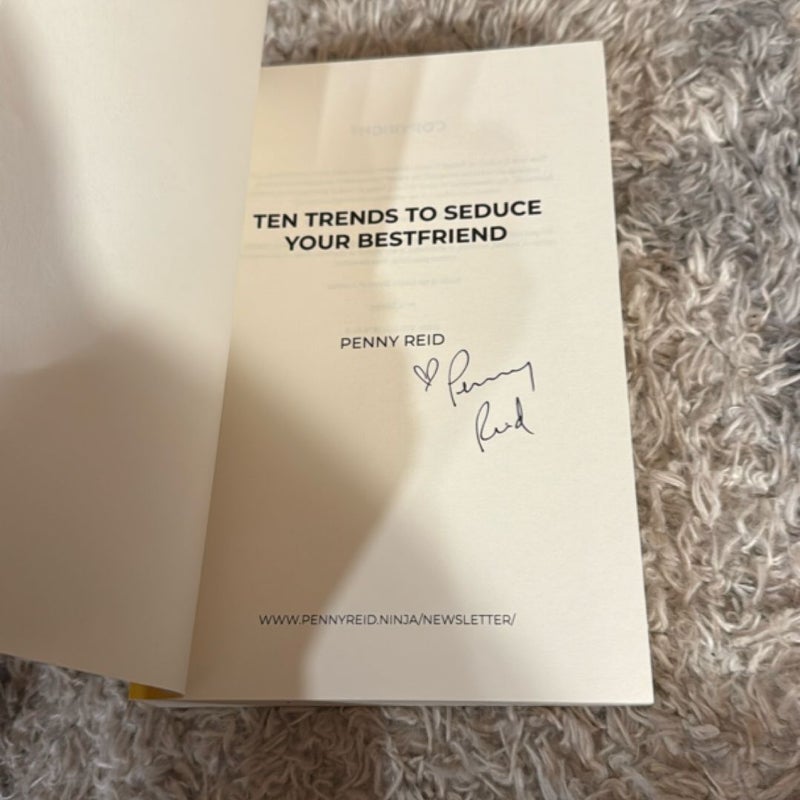 TEN TRENDS TO SEDUCE
YOUR BESTFRIEND
PENNY REID
♡ Penny
Reid
WWW.PENNYREID.NINJA/NEWSLETTER/